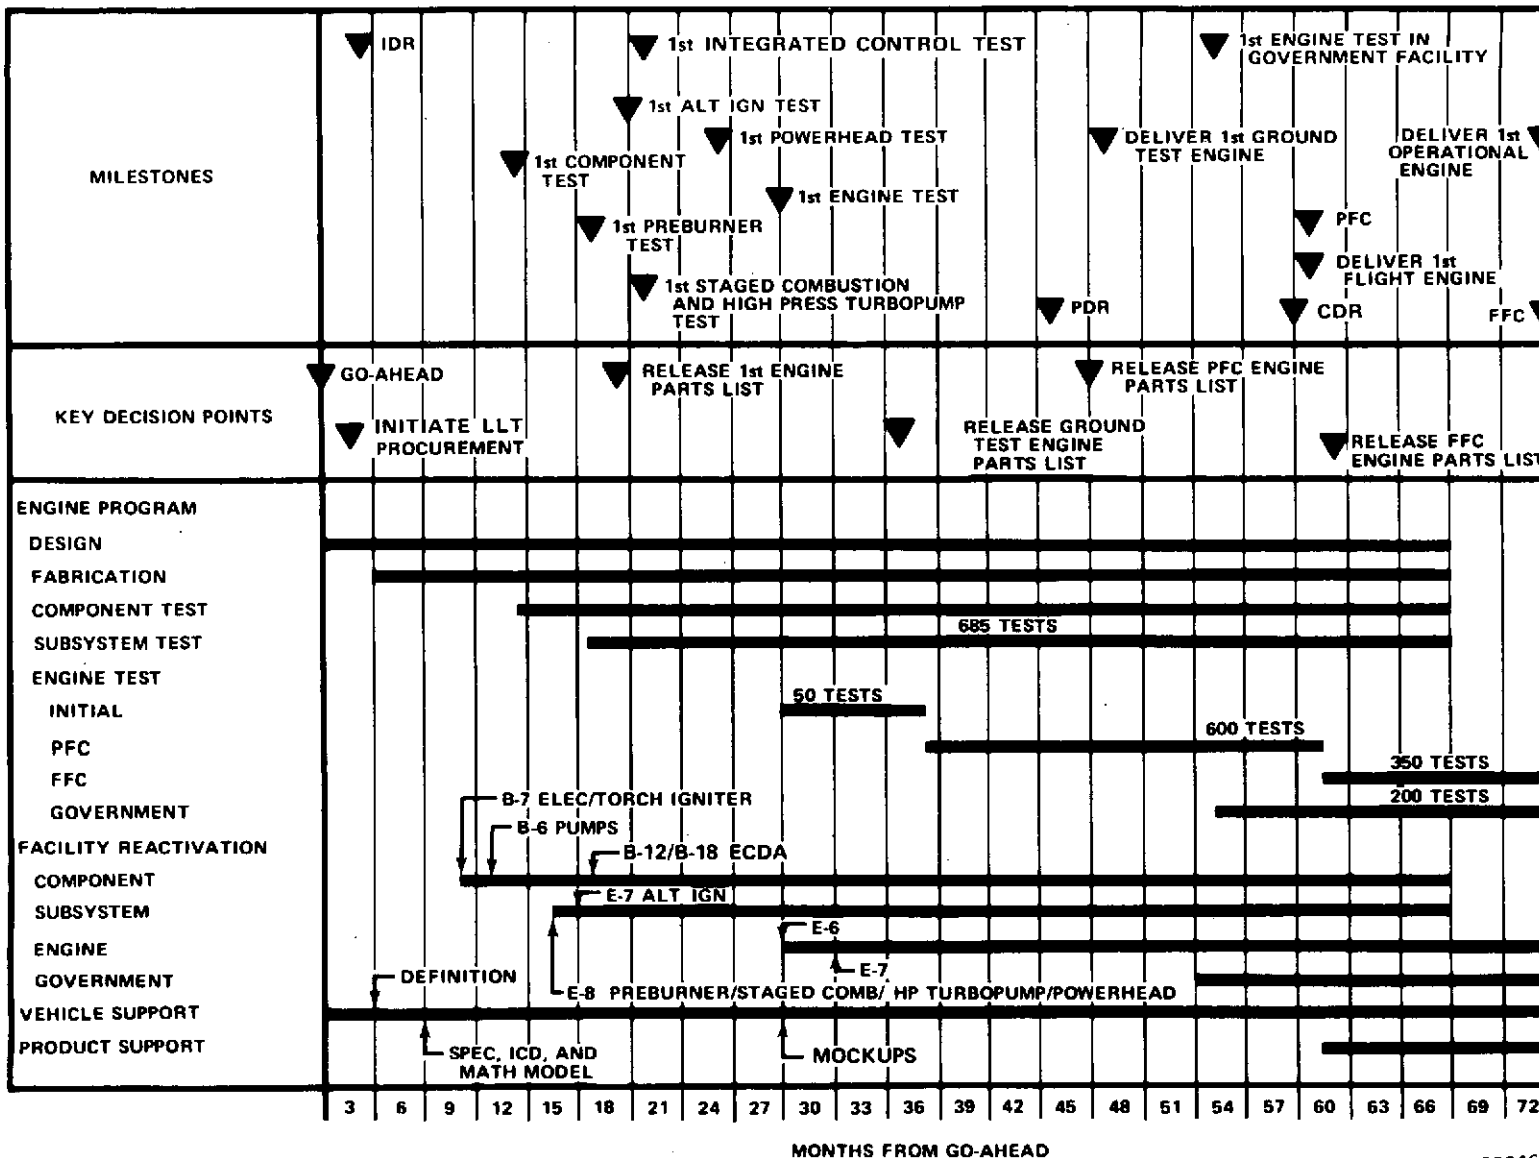 IDR
1st INTEGRATED CONTROL TEST
1st ENGINE TEST IN
GOVERNMENT FACILITY
1st ALT IGN TEST
1st POWERHEAD TEST
DELIVER 1st GROUND
TEST ENGINE
DELIVER 1st
OPERATIONAL
ENGINE
MILESTONES
1st COMPONENT
TEST
1st ENGINE TEST
1st PREBURNER
TEST
PFC
DELIVER 1st
FLIGHT ENGINE
1st STAGED COMBUSTION
AND HIGH PRESS TURBOPUMP
TEST
PDR
CDR
FFC
KEY DECISION POINTS
GO-AHEAD
RELEASE 1st ENGINE
PARTS LIST
RELEASE PFC ENGINE
PARTS LIST
INITIATE LLT
PROCUREMENT
RELEASE GROUND
TEST ENGINE
PARTS LIST
RELEASE FFC
ENGINE PARTS LIST
ENGINE PROGRAM
DESIGN
FABRICATION
COMPONENT TEST
SUBSYSTEM TEST
685 TESTS
ENGINE TEST
INITIAL
50 TESTS
PFC
600 TESTS
FFC
350 TESTS
GOVERNMENT
200 TESTS
B-7 ELEC/TORCH IGNITER
B-6 PUMPS
FACILITY REACTIVATION
B-12/B-18 ECDA
COMPONENT
E-7 ALT IGN
SUBSYSTEM
E-6
ENGINE
E-7
GOVERNMENT
DEFINITION
E-8 PREBURNER/STAGED COMB/ HP TURBOPUMP/POWERHEAD
VEHICLE SUPPORT
PRODUCT SUPPORT
SPEC, ICD, AND
MATH MODEL
MOCKUPS
3 6 9 12 15 18 21 24 27 30 33 36 39 42 45 48 51 54 57 60 63 66 69 72
MONTHS FROM GO-AHEAD